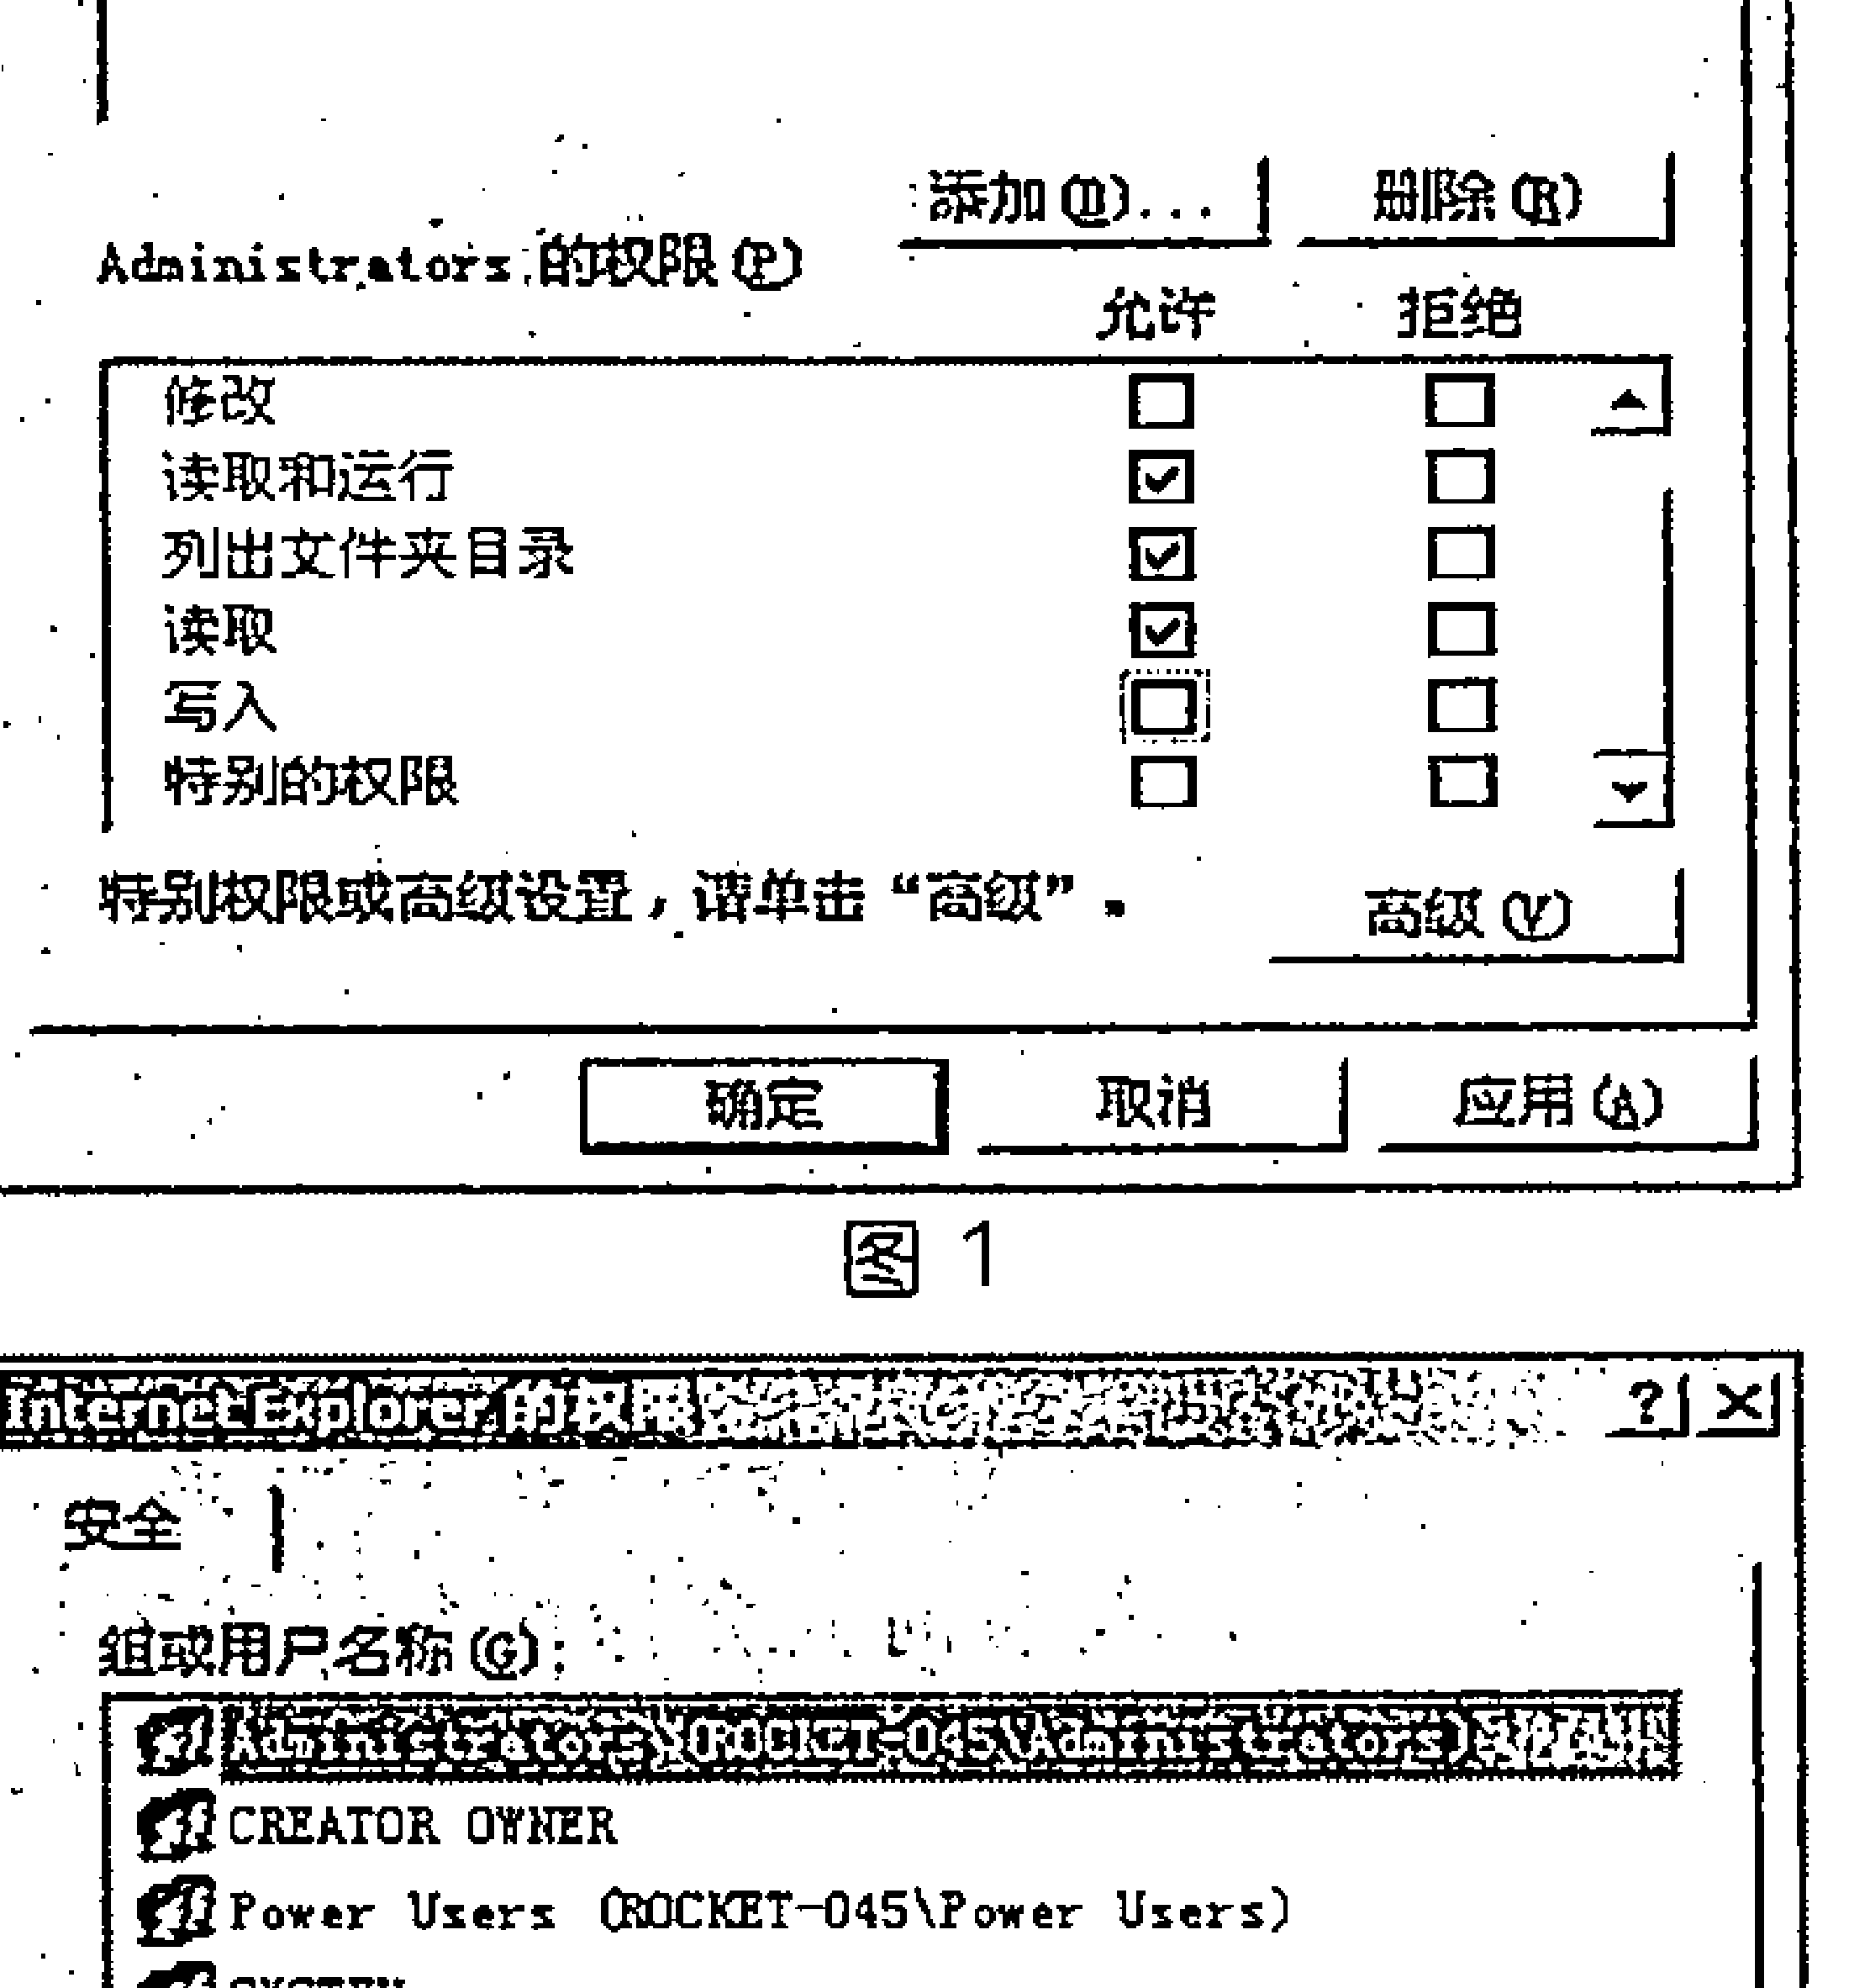 添加(D)... 删除(R)
Administrators 的权限(P)
允许 拒绝
修改
读取和运行
列出文件夹目录
读取
写入
特别的权限
特别权限或高级设置，请单击“高级”。
高级(V)
确定 取消 应用(A)
图 1
InternetExplorer 的权限
安全
组或用户名称(G):
Administrators (ROCKET-045\Administrators)
CREATOR OWNER
Power Users (ROCKET-045\Power Users)
SYSTEM